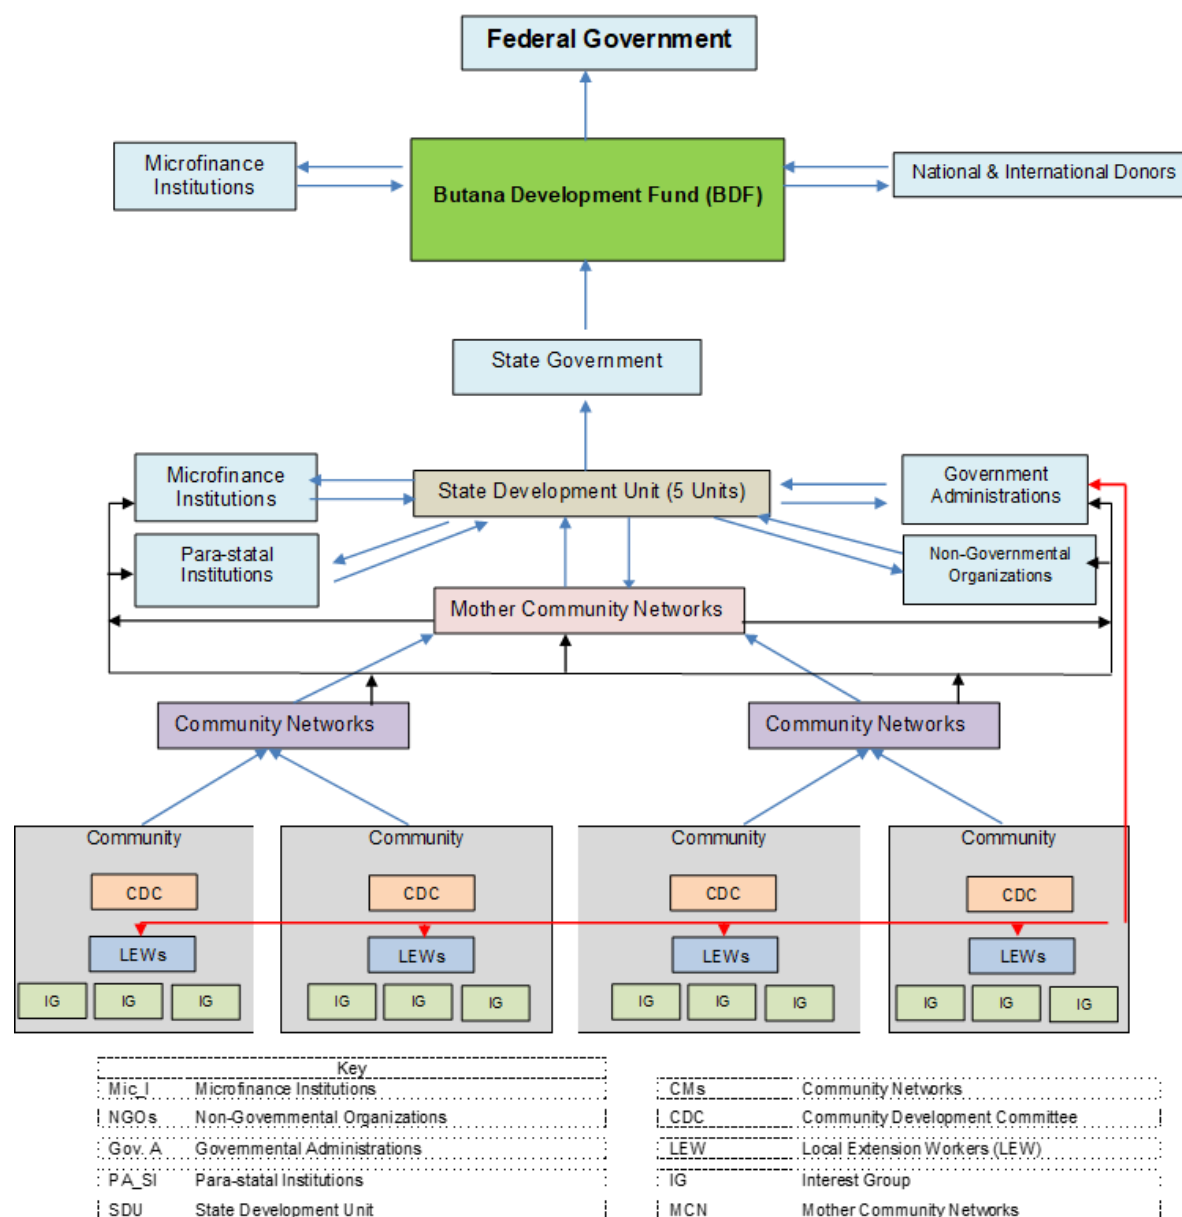 Federal Government
Microfinance
Institutions
Butana Development Fund (BDF)
National & International Donors
State Government
Microfinance
Institutions
State Development Unit (5 Units)
Government
Administrations
Para-statal
Institutions
Non-Governmental
Organizations
Mother Community Networks
Community Networks
Community Networks
Community
Community
Community
Community
CDC
CDC
CDC
CDC
LEWs
LEWs
LEWs
LEWs
IG
IG
IG
IG
IG
IG
IG
IG
IG
IG
IG
IG
Key
Mic_I Microfinance Institutions
NGOs Non-Governmental Organizations
Gov. A Governmental Administrations
PA_SI Para-statal Institutions
SDU State Development Unit
CMs Community Networks
CDC Community Development Committee
LEW Local Extension Workers (LEW)
IG Interest Group
MCN Mother Community Networks